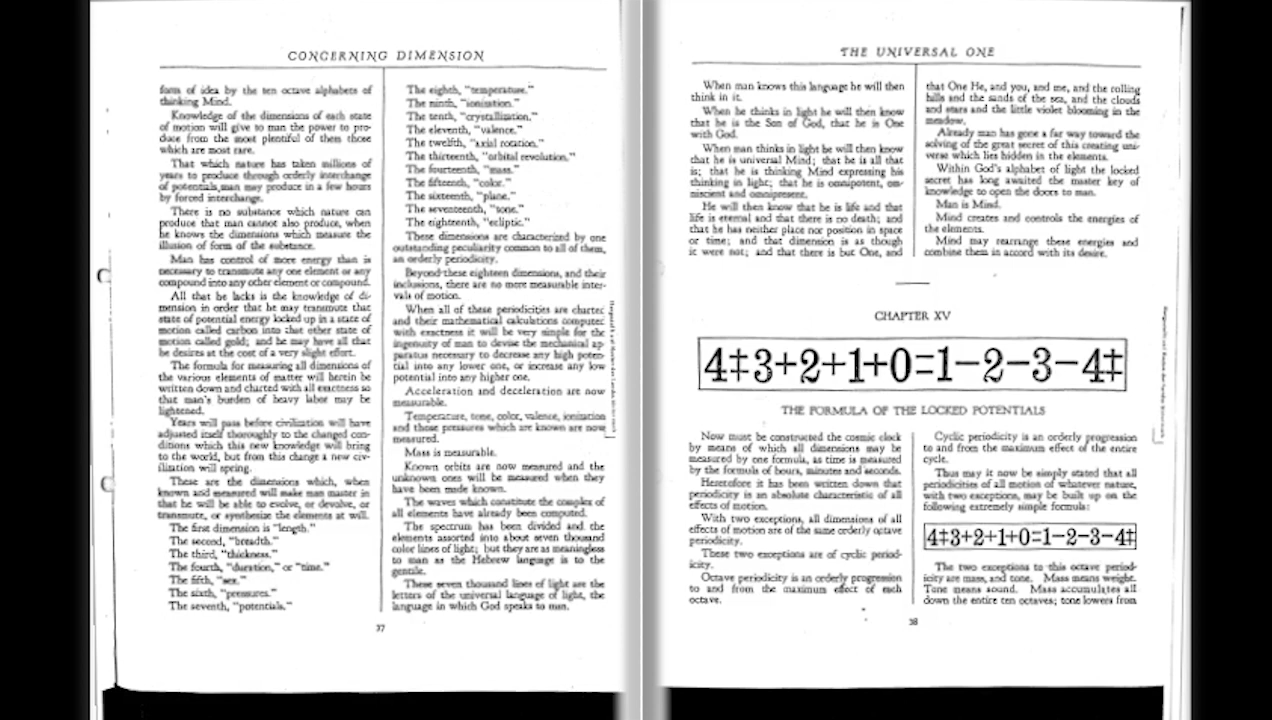 CONCERNING DIMENSION
form of idea by the ten octave alphabets of
thinking Mind.
Knowledge of the dimensions of each state
of motion will give to man the power to pro-
duce from the most plentiful of them those
which are most rare.
That which nature has taken millions of
years to produce through orderly interchange
of potentials, man may produce in a few hours
by forced interchange.
There is no substance which nature can
produce that man cannot also produce, when
he knows the dimensions which measure the
illusion of form of the substance.
Man has control of more energy than is
necessary to transmute any one element or any
compound into any other element or compound.
All that he lacks is the knowledge of di-
mension in order that he may transmute that
state of potential energy locked up in a state of
motion called carbon into that other state of
motion called gold; and he may have all that
he desires at the cost of a very slight effort.
The formula for measuring all dimensions of
the various elements of matter will herein be
written down and charted with all exactness so
that man's burden of heavy labor may be
lightened.
Years will pass before civilization will have
adjusted itself thoroughly to the changed con-
ditions which this new knowledge will bring
to the world, but from this change a new civ-
ilization will spring.
These are the dimensions which, when
known and measured will make man master in
that he will be able to evolve, or devolve, or
transmute, or synthesize the elements at will.
The first dimension is "length."
The second, "breadth."
The third, "thickness."
The fourth, "duration," or "time."
The fifth, "sex."
The sixth, "pressures."
The seventh, "potentials."
The eighth, "temperature."
The ninth, "ionization."
The tenth, "crystallization."
The eleventh, "valence."
The twelfth, "axial rotation."
The thirteenth, "orbital revolution."
The fourteenth, "mass."
The fifteenth, "color."
The sixteenth, "plane."
The seventeenth, "tone."
The eighteenth, "ecliptic."
These dimensions are characterized by one
outstanding peculiarity common to all of them,
an orderly periodicity.
Beyond these eighteen dimensions, and their
inclusions, there are no more measurable inter-
vals of motion.
When all of these periodicities are charted
and their mathematical calculations computed
with exactness it will be very simple for the
ingenuity of man to devise the mechanical ap-
paratus necessary to decrease any high poten-
tial into any lower one, or increase any low
potential into any higher one.
Acceleration and deceleration are now
measurable.
Temperature, tone, color, valence, ionization
and those pressures which are known are now
measured.
Mass is measurable.
Known orbits are now measured and the
unknown ones will be measured when they
have been made known.
The waves which constitute the complex of
all elements have already been computed.
The spectrum has been divided and the
elements assorted into about seven thousand
color lines of light; but they are as meaningless
to man as the Hebrew language is to the
gentile.
These seven thousand lines of light are the
letters of the universal language of light, the
language in which God speaks to man.
37
THE UNIVERSAL ONE
When man knows this language he will then
think in it.
When he thinks in light he will then know
that he is the Son of God, that he is One
with God.
When man thinks in light he will then know
that he is universal Mind; that he is all that
is; that he is thinking Mind expressing his
thinking in light; that he is omnipotent, om-
niscient and omnipresent.
He will then know that he is life and that
life is eternal and that there is no death; and
that he has neither place nor position in space
or time; and that dimension is as though
it were not; and that there is but One, and
that One He, and you, and me, and the rolling
hills and the sands of the sea, and the clouds
and stars and the little violet blooming in the
meadow.
Already man has gone a far way toward the
solving of the great secret of this creating uni-
verse which lies hidden in the elements.
Within God's alphabet of light the locked
secret has long awaited the master key of
knowledge to open the doors to man.
Man is Mind.
Mind creates and controls the energies of
the elements.
Mind may rearrange these energies and
combine them in accord with its desire.
CHAPTER XV
4‡3+2+1+0=1−2−3−4‡
THE FORMULA OF THE LOCKED POTENTIALS
Now must be constructed the cosmic clock
by means of which all dimensions may be
measured by one formula, as time is measured
by the formula of hours, minutes and seconds.
Heretofore it has been written down that
periodicity is an absolute characteristic of all
effects of motion.
With two exceptions, all dimensions of all
effects of motion are of the same orderly octave
periodicity.
These two exceptions are of cyclic period-
icity.
Octave periodicity is an orderly progression
to and from the maximum effect of each
octave.
Cyclic periodicity is an orderly progression
to and from the maximum effect of the entire
cycle.
Thus may it now be simply stated that all
periodicities of all motion of whatever nature,
with two exceptions, may be built up on the
following extremely simple formula:
4‡3+2+1+0=1−2−3−4‡
The two exceptions to this octave period-
icity are mass, and tone. Mass means weight.
Tone means sound. Mass accumulates all
down the entire ten octaves; tone lowers from
38